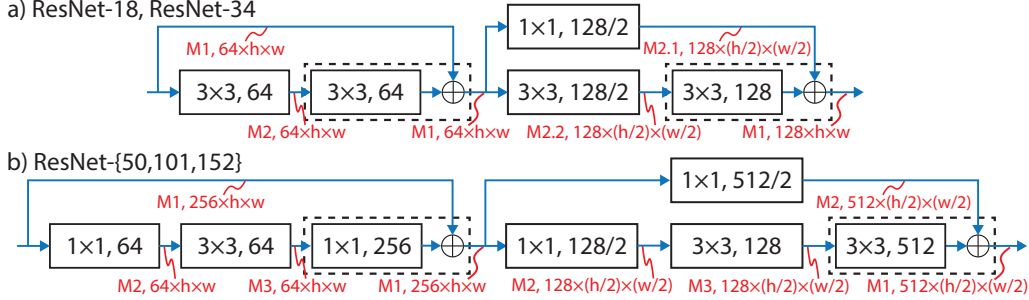 a) ResNet-18, ResNet-34
1×1, 128/2
M1, 64×h×w
M2.1, 128×(h/2)×(w/2)
3×3, 64
3×3, 64
3×3, 128/2
3×3, 128
M2, 64×h×w
M1, 64×h×w
M2.2, 128×(h/2)×(w/2)
M1, 128×h×w
b) ResNet-{50,101,152}
1×1, 512/2
M1, 256×h×w
M2, 512×(h/2)×(w/2)
1×1, 64
3×3, 64
1×1, 256
1×1, 128/2
3×3, 128
3×3, 512
M2, 64×h×w
M3, 64×h×w
M1, 256×h×w
M2, 128×(h/2)×(w/2)
M3, 128×(h/2)×(w/2)
M1, 512×(h/2)×(w/2)